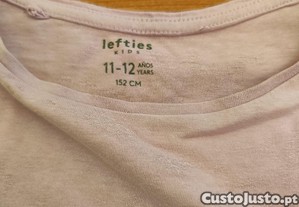 lefties
KIDS
11-12 AÑOS
YEARS
152 CM
CustoJusto.pt